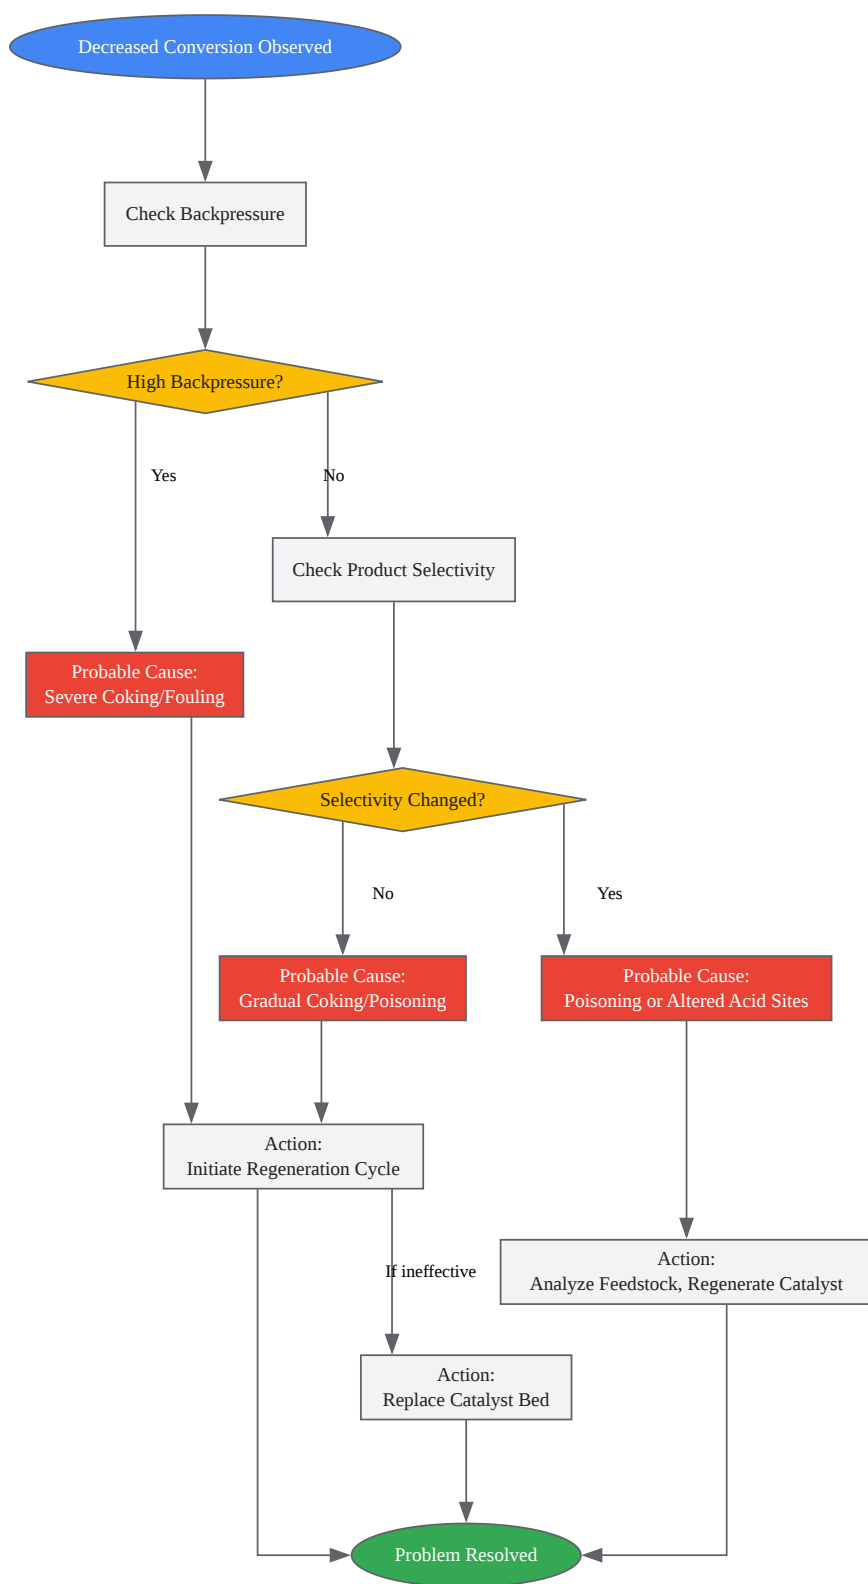 Decreased Conversion Observed
Check Backpressure
High Backpressure?
Yes
No
Check Product Selectivity
Probable Cause:
Severe Coking/Fouling
Selectivity Changed?
No
Yes
Probable Cause:
Gradual Coking/Poisoning
Probable Cause:
Poisoning or Altered Acid Sites
Action:
Initiate Regeneration Cycle
Action:
Analyze Feedstock, Regenerate Catalyst
If ineffective
Action:
Replace Catalyst Bed
Problem Resolved